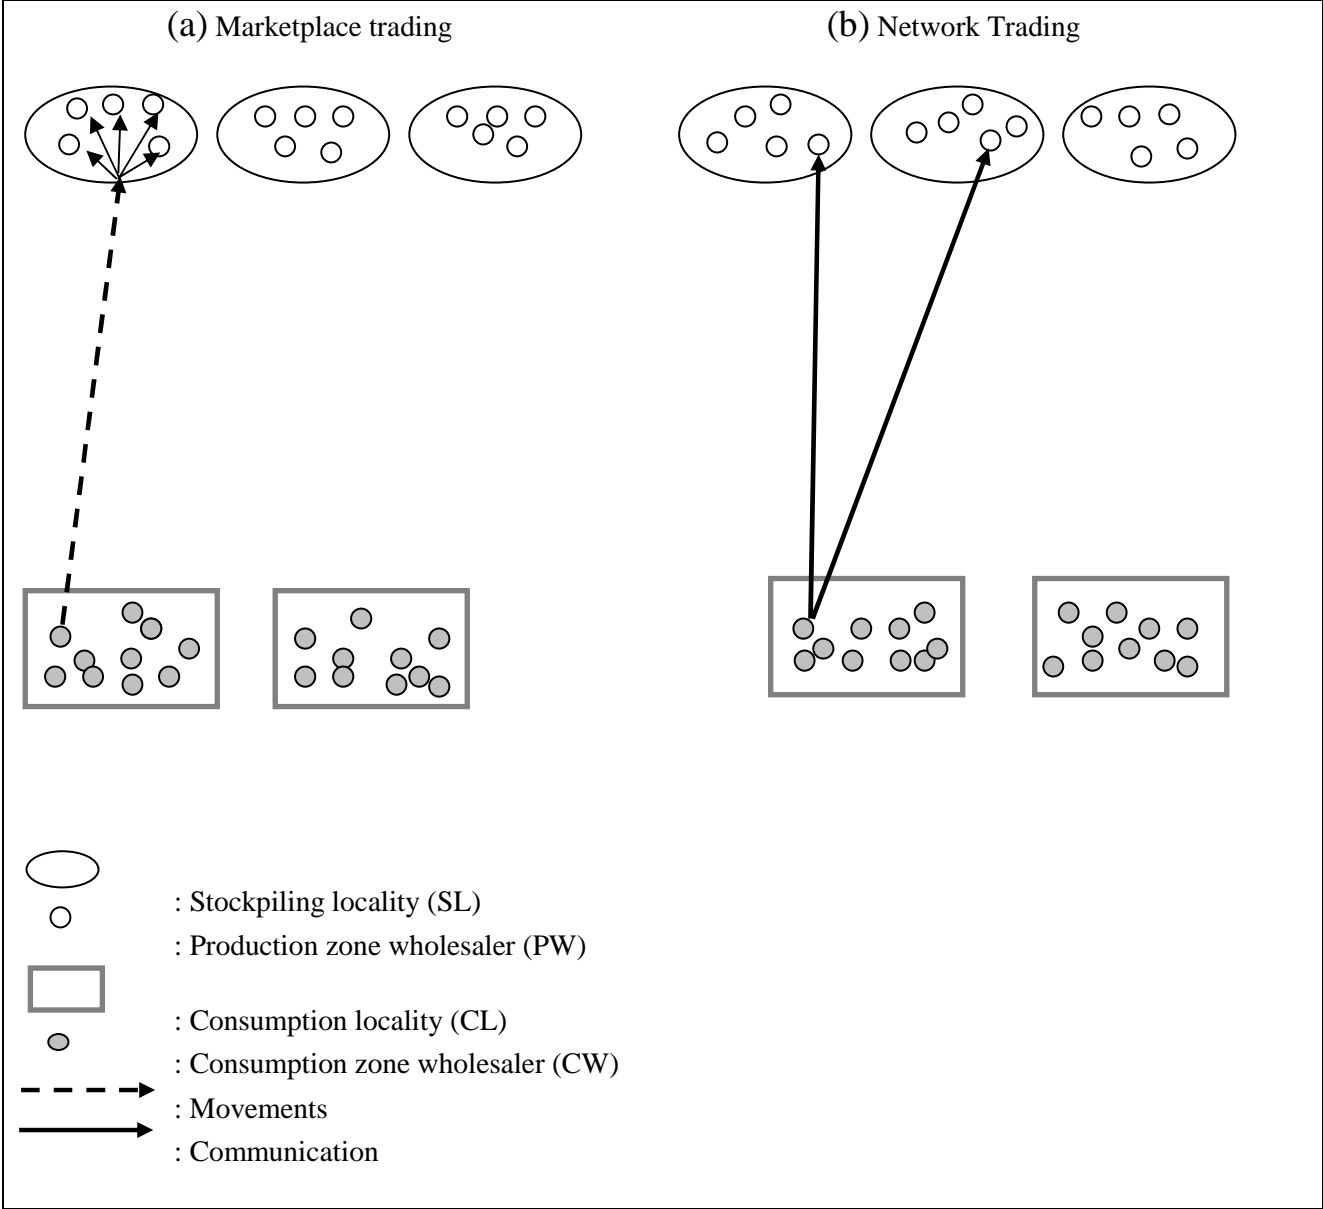 (a) Marketplace trading
(b) Network Trading
: Stockpiling locality (SL)
: Production zone wholesaler (PW)
: Consumption locality (CL)
: Consumption zone wholesaler (CW)
: Movements
: Communication